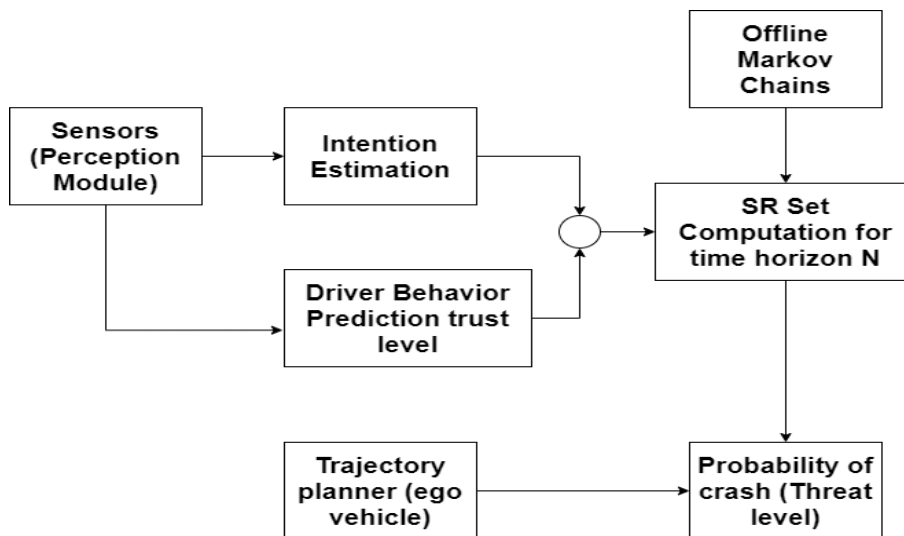 Offline
Markov
Chains
Sensors
(Perception
Module)
Intention
Estimation
SR Set
Computation for
time horizon N
Driver Behavior
Prediction trust
level
Trajectory
planner (ego
vehicle)
Probability of
crash (Threat
level)